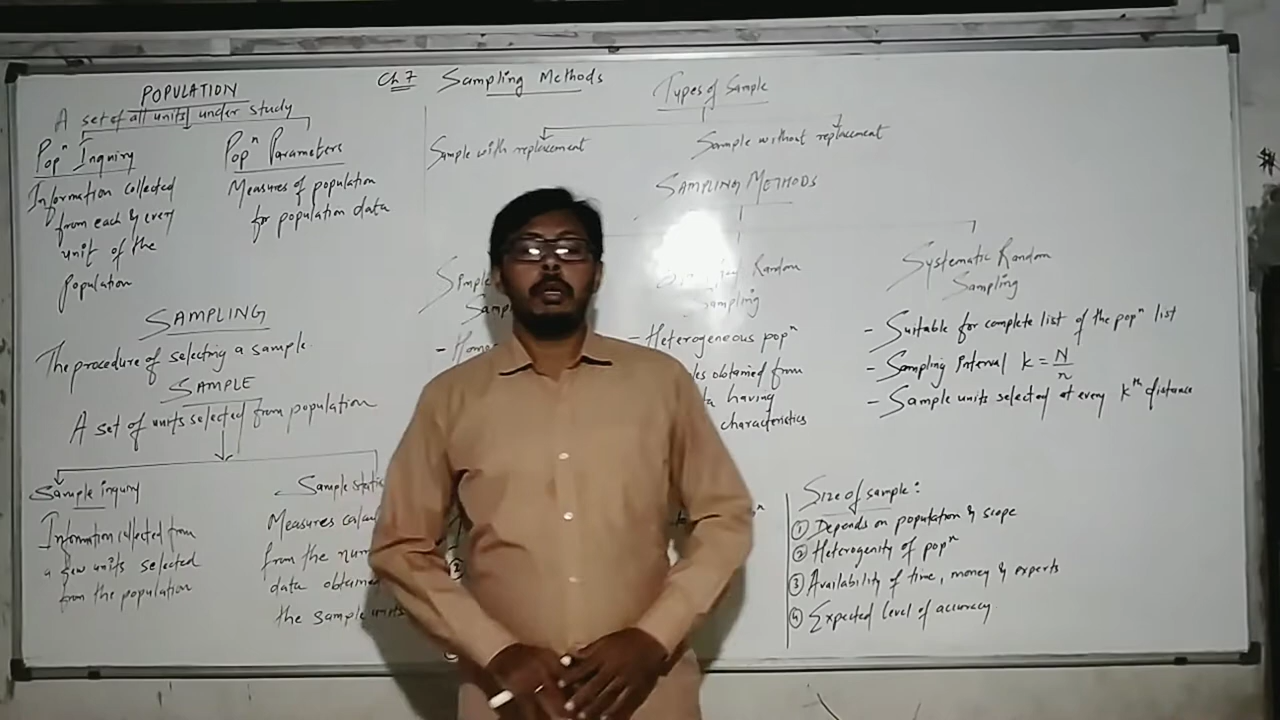 Ch 7 Sampling Methods
POPULATION
A set of all units under study
Popⁿ Inquiry
Information collected
from each & every
unit of the
population
Popⁿ Parameters
Measures of population
for population data
SAMPLING
The procedure of selecting a sample.
SAMPLE
A set of units selected from population
Sample inquiry
Information collected from
a few units selected
from the population
Sample
Measures
from the
data
the sample units
Types of Sample
Sample with replacement
Sample without replacement
SAMPLING METHODS
Random
Sampling
- Heterogeneous popⁿ
obtained from
having
characteristics
Systematic Random
Sampling
- Suitable for complete list of the popⁿ list
- Sampling Interval k = N/n
- Sample units selected at every kᵗʰ distance
②
Size of sample:
① Depends on population & scope
② Heterogenity of popⁿ
③ Availability of time, money & experts
④ Expected level of accuracy